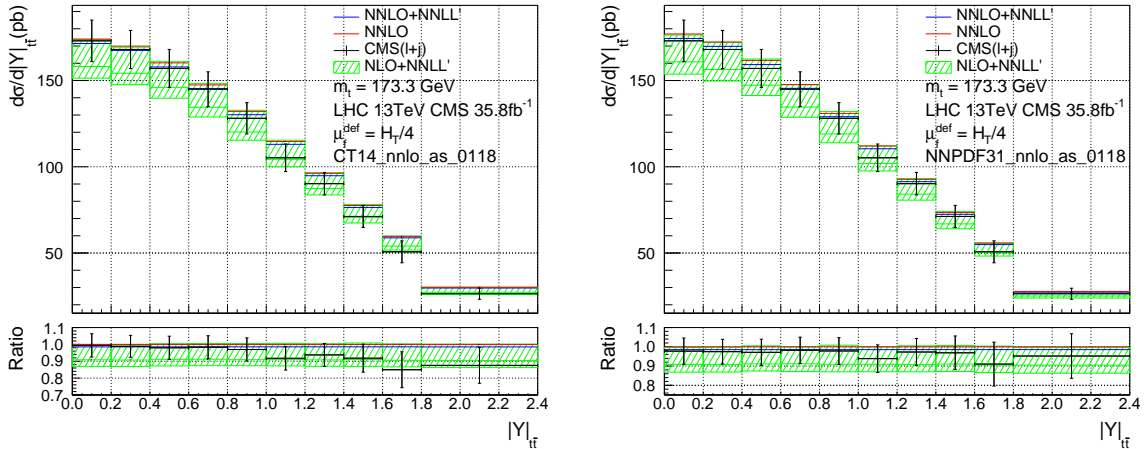 dσ/d|Y|tt̄(pb)
NNLO+NNLL'
NNLO
CMS(l+j)
NLO+NNLL'
mt = 173.3 GeV
LHC 13TeV CMS 35.8fb-1
μf^def = HT/4
CT14_nnlo_as_0118
150
100
50
Ratio
1.1
1.0
0.9
0.8
0.7
0.0 0.2 0.4 0.6 0.8 1.0 1.2 1.4 1.6 1.8 2.0 2.2 2.4
|Y|tt̄
dσ/d|Y|tt̄(pb)
NNLO+NNLL'
NNLO
CMS(l+j)
NLO+NNLL'
mt = 173.3 GeV
LHC 13TeV CMS 35.8fb-1
μf^def = HT/4
NNPDF31_nnlo_as_0118
150
100
50
Ratio
1.1
1.0
0.9
0.8
0.0 0.2 0.4 0.6 0.8 1.0 1.2 1.4 1.6 1.8 2.0 2.2 2.4
|Y|tt̄